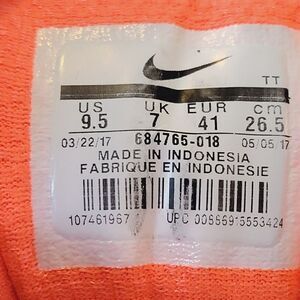 TT
US UK EUR cm
9.5 7 41 26.5
03/22/17 684765-018 05/05/17
MADE IN INDONESIA
FABRIQUE EN INDONESIE
107461967 UPC 00886915553424